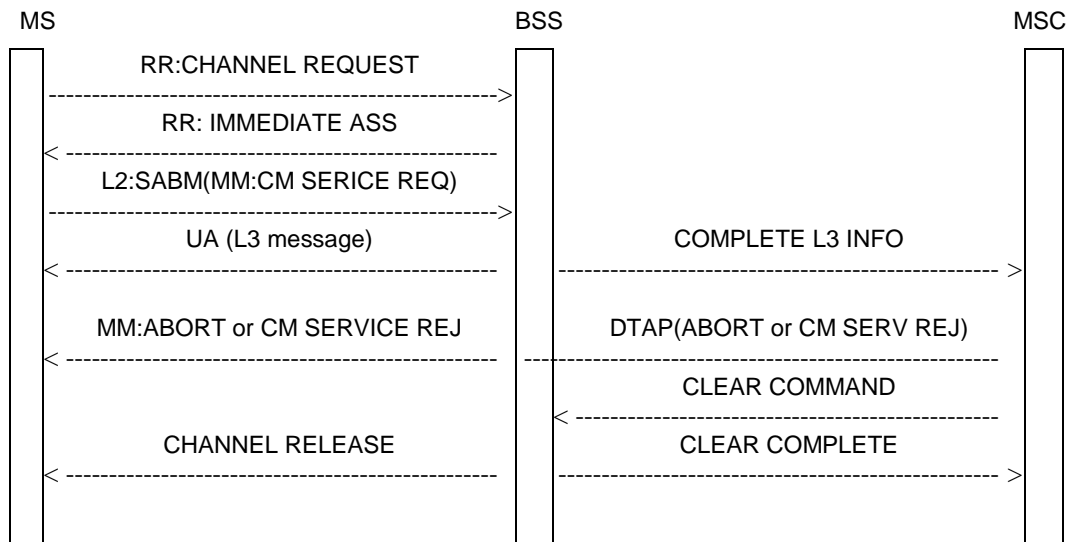 MS BSS MSC
RR:CHANNEL REQUEST
RR: IMMEDIATE ASS
L2:SABM(MM:CM SERICE REQ)
UA (L3 message) COMPLETE L3 INFO
MM:ABORT or CM SERVICE REJ DTAP(ABORT or CM SERV REJ)
CLEAR COMMAND
CHANNEL RELEASE CLEAR COMPLETE